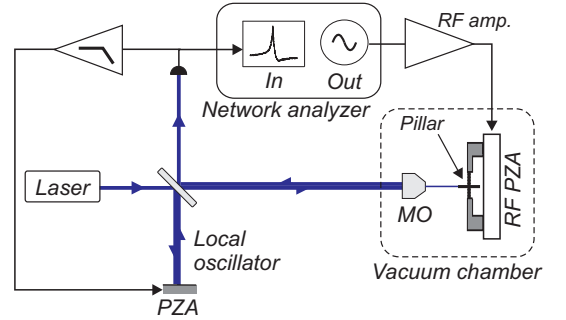 RF amp.
In
Out
Network analyzer
Pillar
Laser
MO
RF PZA
Local
oscillator
Vacuum chamber
PZA